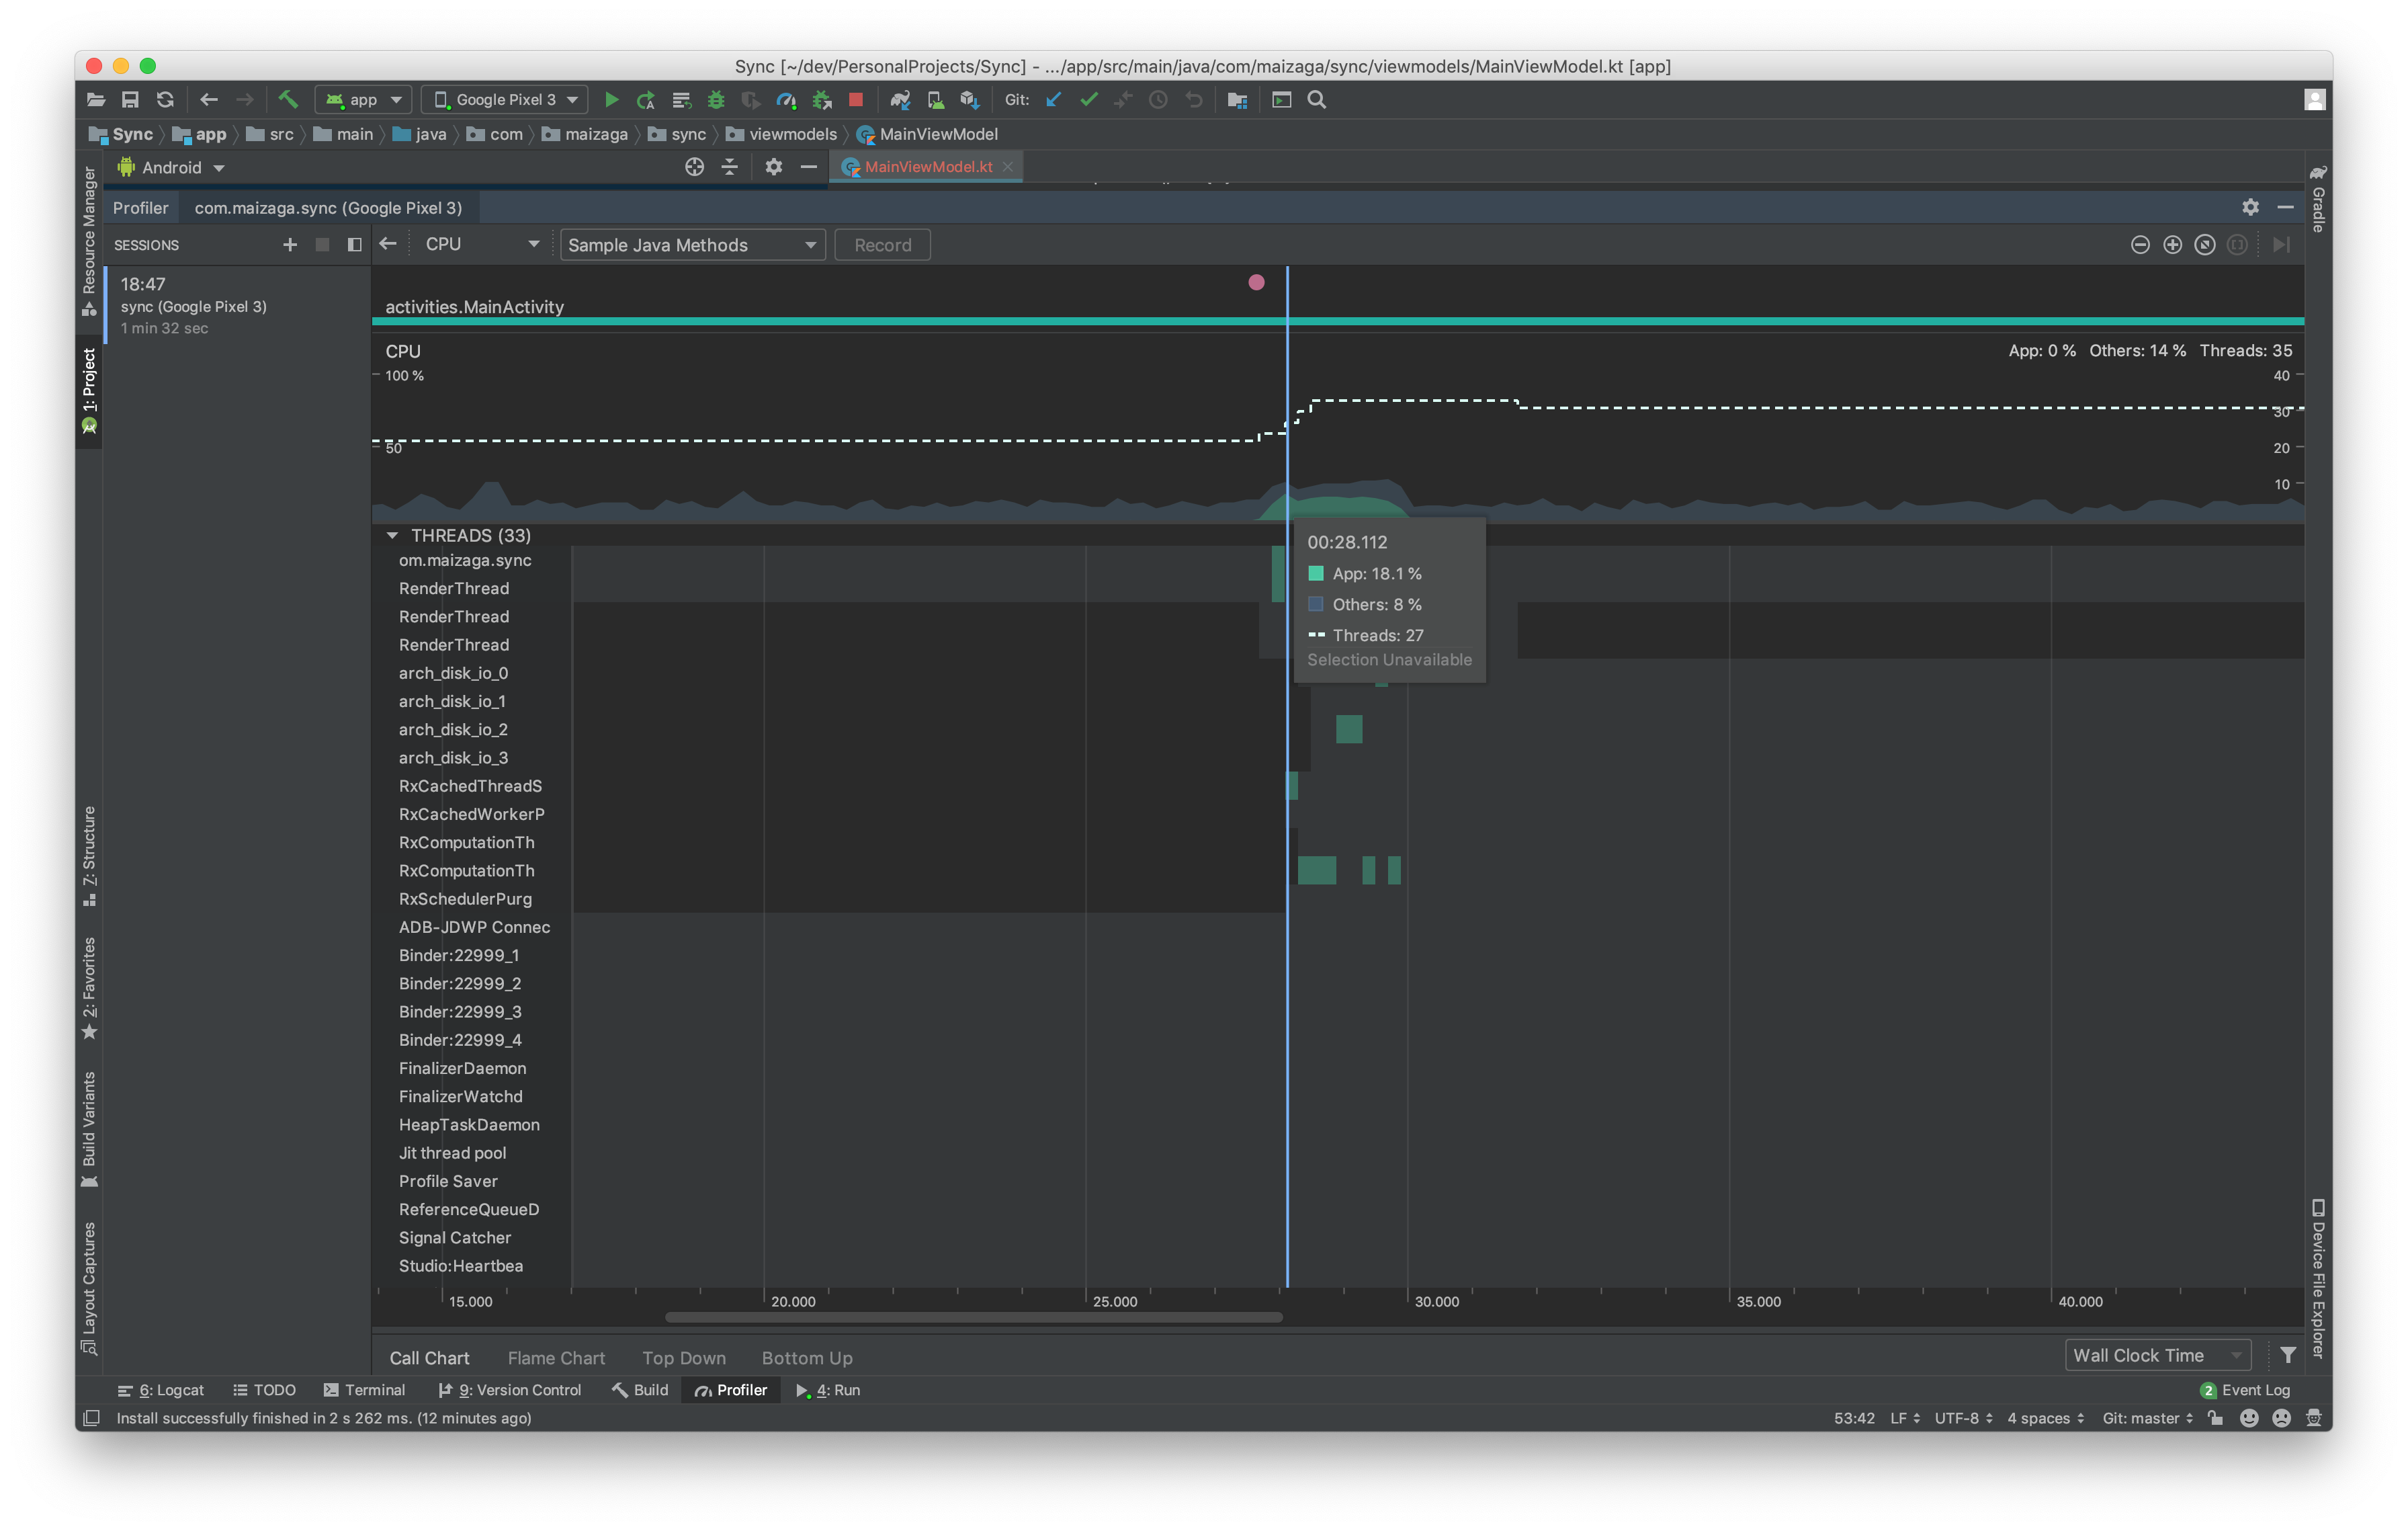 Sync [~/dev/PersonalProjects/Sync] - .../app/src/main/java/com/maizaga/sync/viewmodels/MainViewModel.kt [app]
app
Google Pixel 3
Git:
Sync app src main java com maizaga sync viewmodels MainViewModel
Android
MainViewModel.kt
Profiler
com.maizaga.sync (Google Pixel 3)
SESSIONS
CPU
Sample Java Methods
Record
18:47
sync (Google Pixel 3)
1 min 32 sec
activities.MainActivity
CPU
App: 0 % Others: 14 % Threads: 35
100 %
40
50
30
20
10
THREADS (33)
om.maizaga.sync
RenderThread
RenderThread
RenderThread
arch_disk_io_0
arch_disk_io_1
arch_disk_io_2
arch_disk_io_3
RxCachedThreadS
RxCachedWorkerP
RxComputationTh
RxComputationTh
RxSchedulerPurg
ADB-JDWP Connec
Binder:22999_1
Binder:22999_2
Binder:22999_3
Binder:22999_4
FinalizerDaemon
FinalizerWatchd
HeapTaskDaemon
Jit thread pool
Profile Saver
ReferenceQueueD
Signal Catcher
Studio:Heartbea
00:28.112
App: 18.1 %
Others: 8 %
Threads: 27
Selection Unavailable
15.000 20.000 25.000 30.000 35.000 40.000
Call Chart Flame Chart Top Down Bottom Up
Wall Clock Time
6: Logcat TODO Terminal 9: Version Control Build Profiler 4: Run
2 Event Log
Install successfully finished in 2 s 262 ms. (12 minutes ago)
53:42 LF UTF-8 4 spaces Git: master
Resource Manager
1: Project
7: Structure
2: Favorites
Build Variants
Layout Captures
Gradle
Device File Explorer